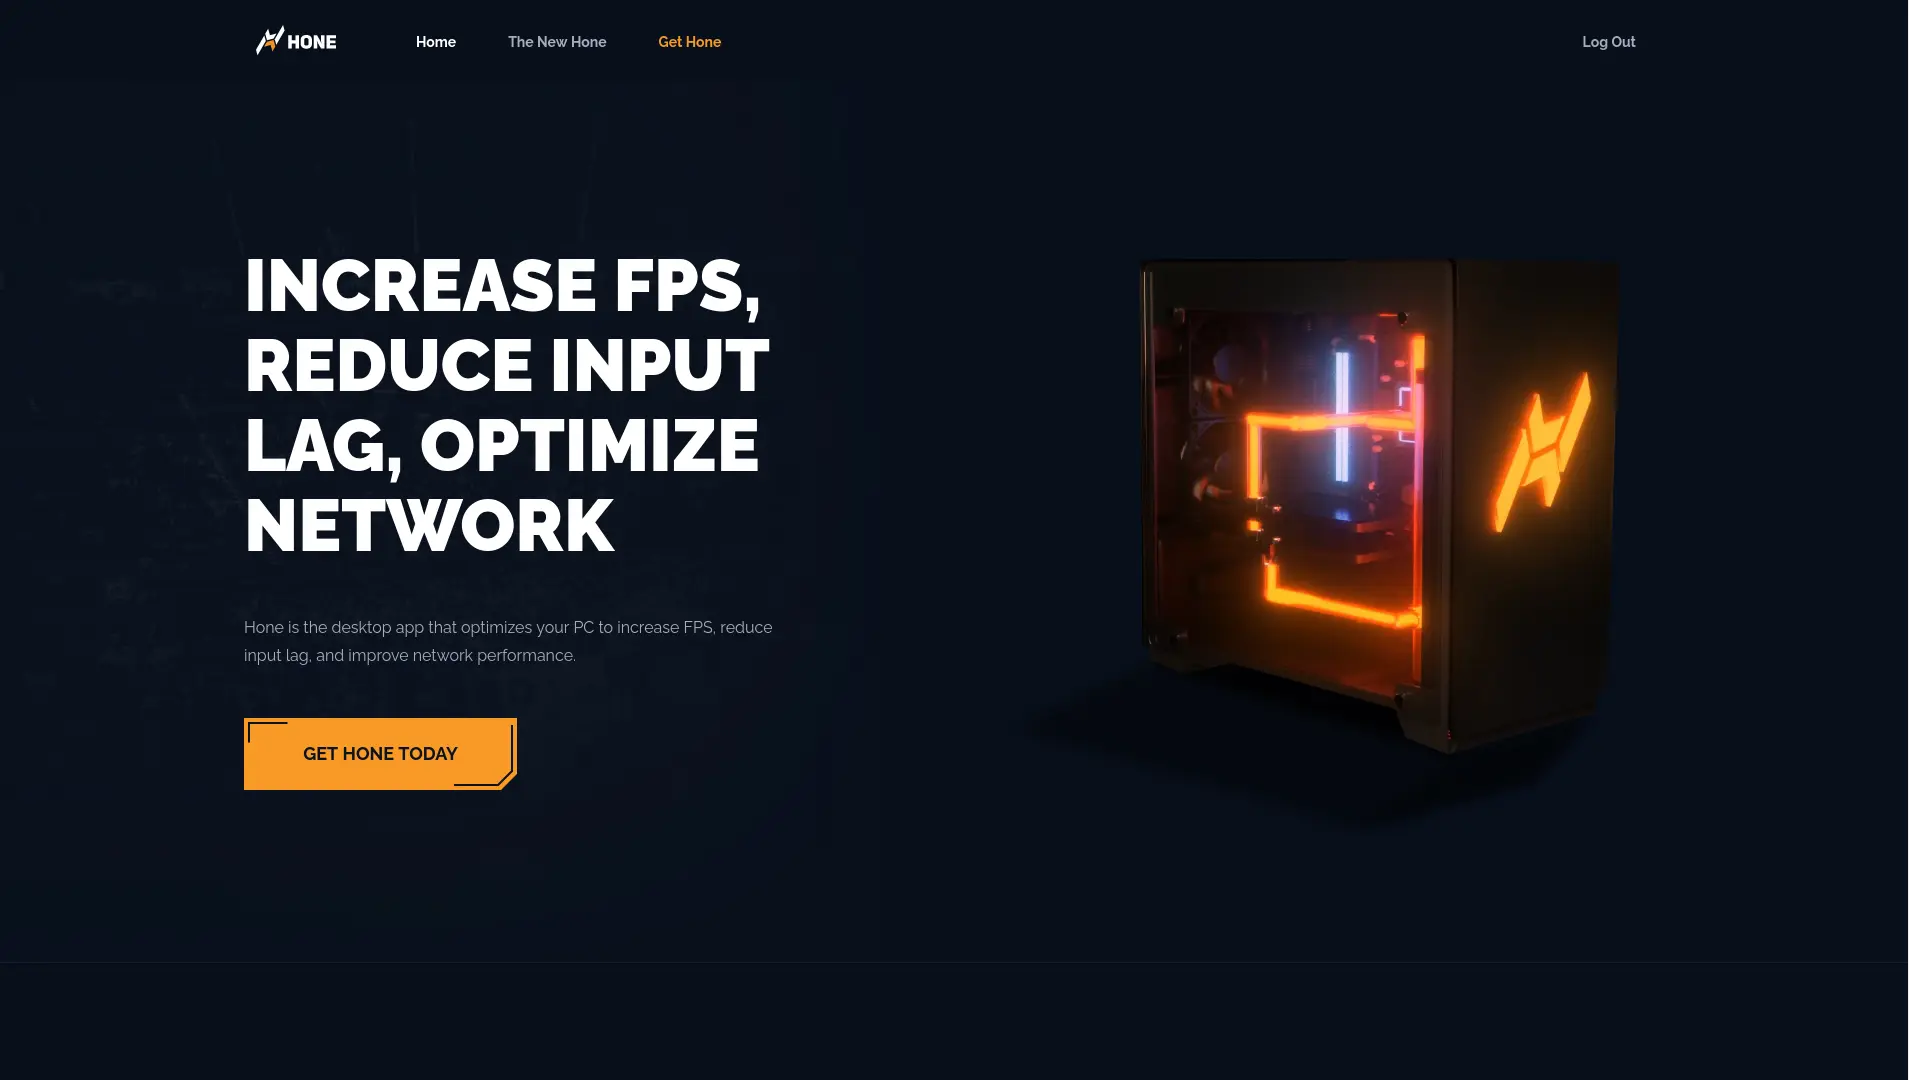 HONE
Home
The New Hone
Get Hone
Log Out
INCREASE FPS,
REDUCE INPUT
LAG, OPTIMIZE
NETWORK
Hone is the desktop app that optimizes your PC to increase FPS, reduce
input lag, and improve network performance.
GET HONE TODAY